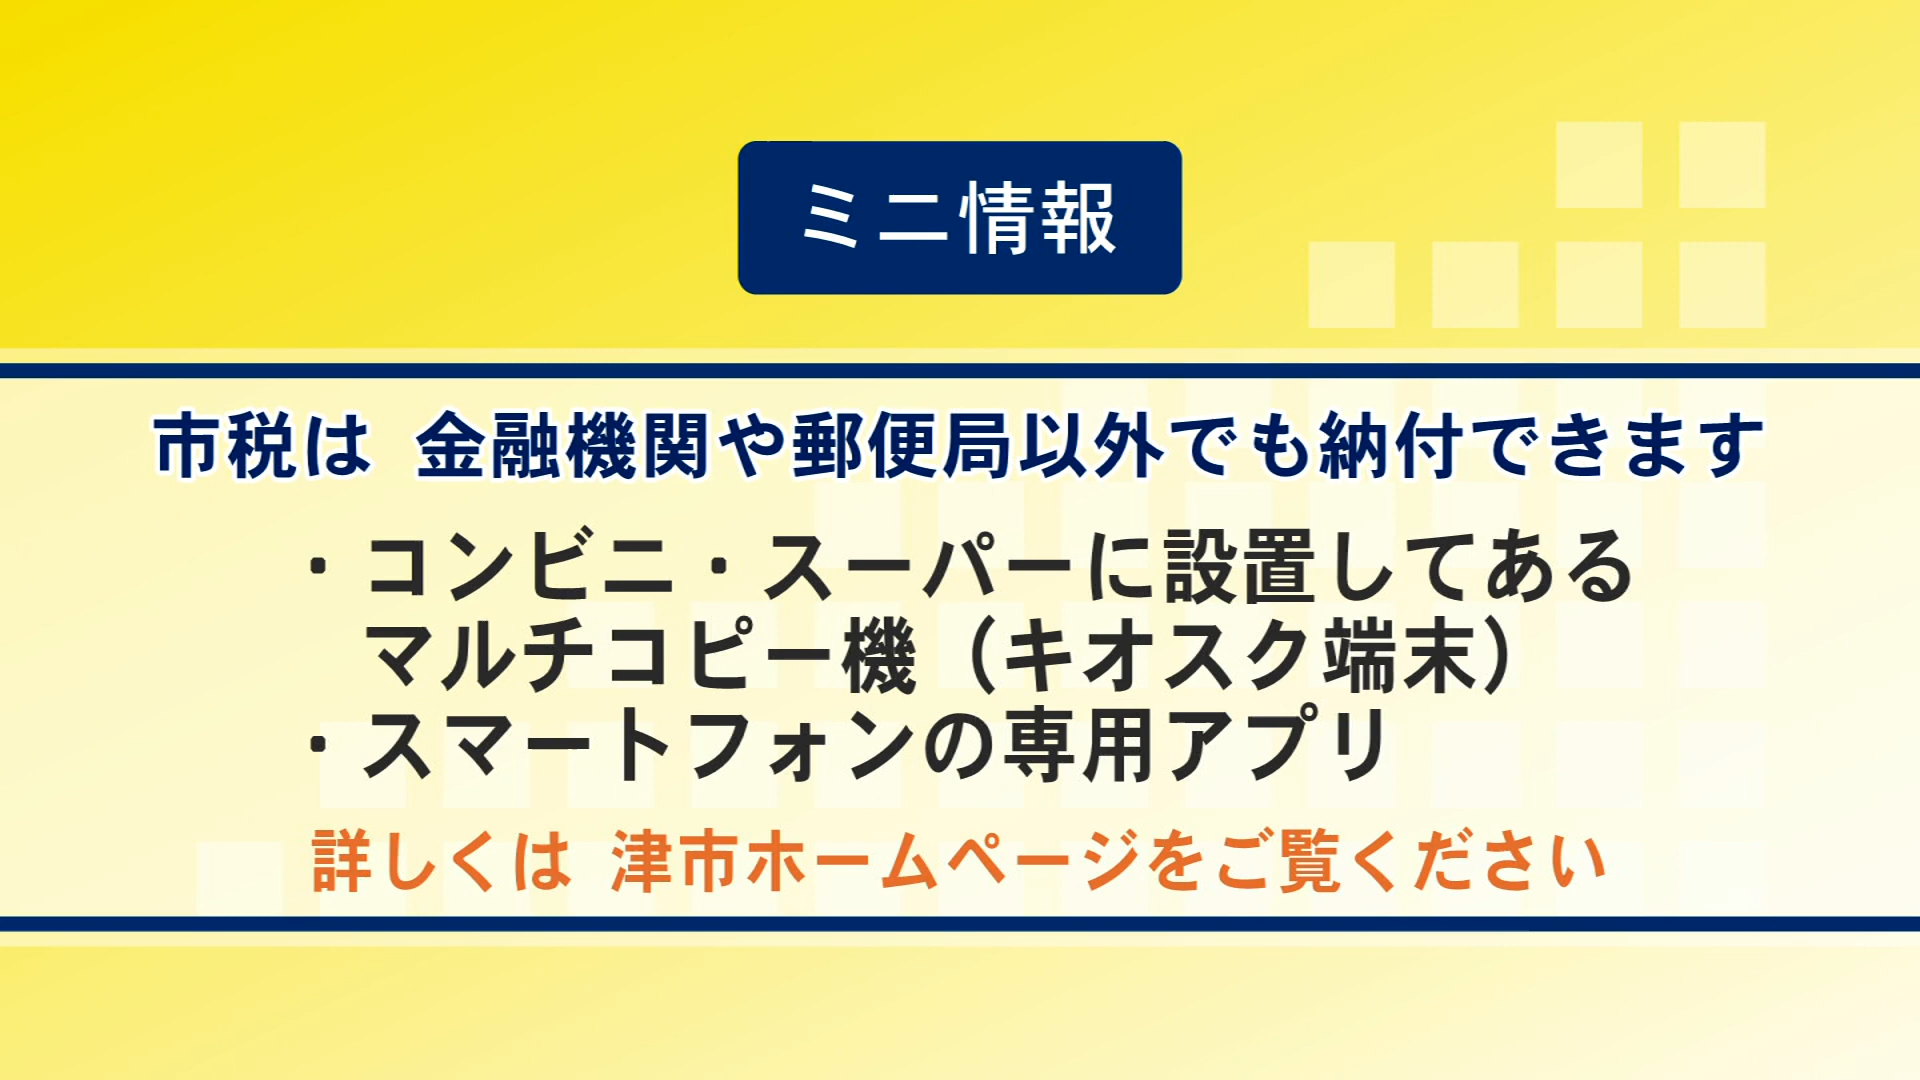 ミニ情報
市税は 金融機関や郵便局以外でも納付できます
・コンビニ・スーパーに設置してある
マルチコピー機（キオスク端末）
・スマートフォンの専用アプリ
詳しくは 津市ホームページをご覧ください